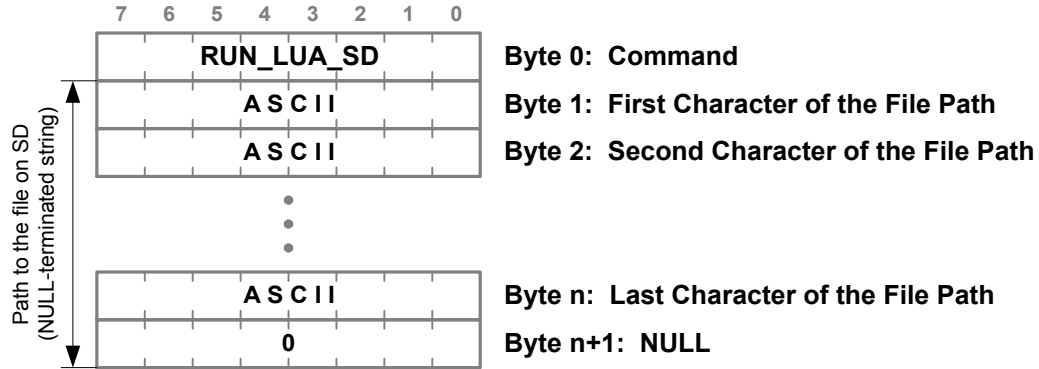 7 6 5 4 3 2 1 0
RUN_LUA_SD Byte 0: Command
ASCII Byte 1: First Character of the File Path
ASCII Byte 2: Second Character of the File Path
ASCII Byte n: Last Character of the File Path
0 Byte n+1: NULL
Path to the file on SD
(NULL-terminated string)